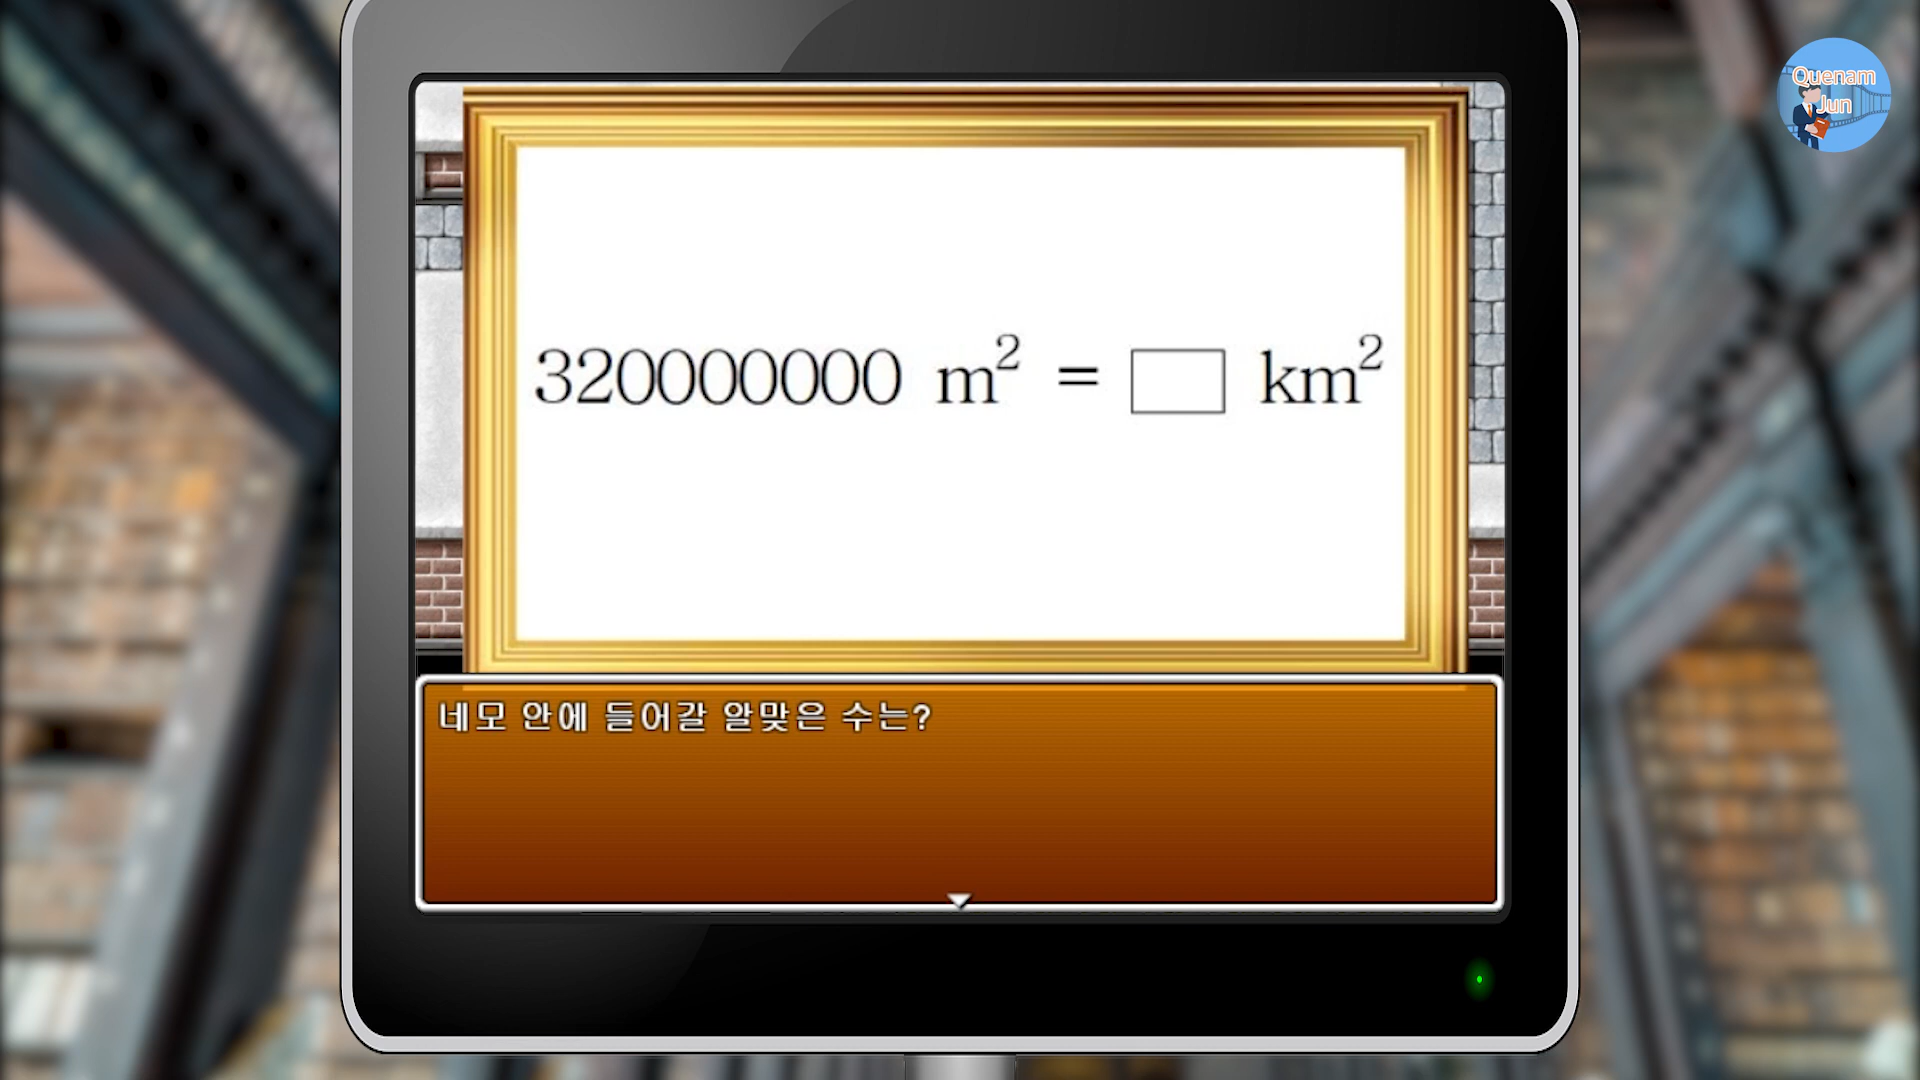 Quenam
Jun
320000000 m² = □ km²
네모 안에 들어갈 알맞은 수는?